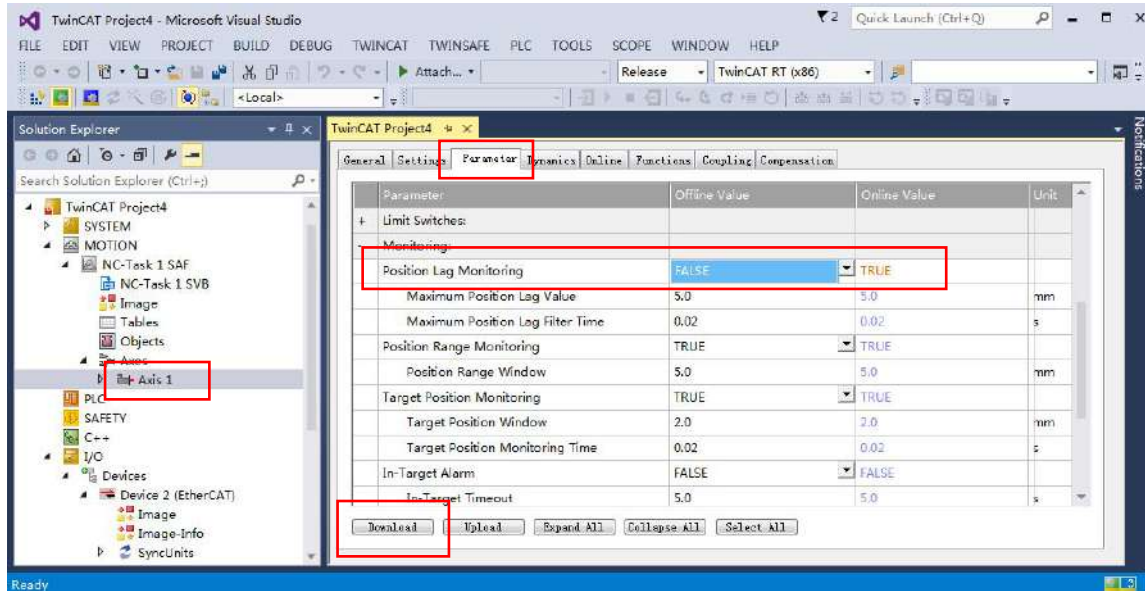 TwinCAT Project4 - Microsoft Visual Studio
2
Quick Launch (Ctrl+Q)
FILE EDIT VIEW PROJECT BUILD DEBUG TWINCAT TWINSAFE PLC TOOLS SCOPE WINDOW HELP
Attach...
Release
TwinCAT RT (x86)
<Local>
Solution Explorer
Search Solution Explorer (Ctrl+;)
TwinCAT Project4
SYSTEM
MOTION
NC-Task 1 SAF
NC-Task 1 SVB
Image
Tables
Objects
Axes
Axis 1
PLC
SAFETY
C++
I/O
Devices
Device 2 (EtherCAT)
Image
Image-Info
SyncUnits
TwinCAT Project4
General Settings Parameter Dynamics Online Functions Coupling Compensation
Parameter Offline Value Online Value Unit
+ Limit Switches:
- Monitoring:
Position Lag Monitoring FALSE TRUE
Maximum Position Lag Value 5.0 5.0 mm
Maximum Position Lag Filter Time 0.02 0.02 s
Position Range Monitoring TRUE TRUE
Position Range Window 5.0 5.0 mm
Target Position Monitoring TRUE TRUE
Target Position Window 2.0 2.0 mm
Target Position Monitoring Time 0.02 0.02 s
In-Target Alarm FALSE FALSE
In-Target Timeout 5.0 5.0 s
Download Upload Expand All Collapse All Select All
Notifications
Ready